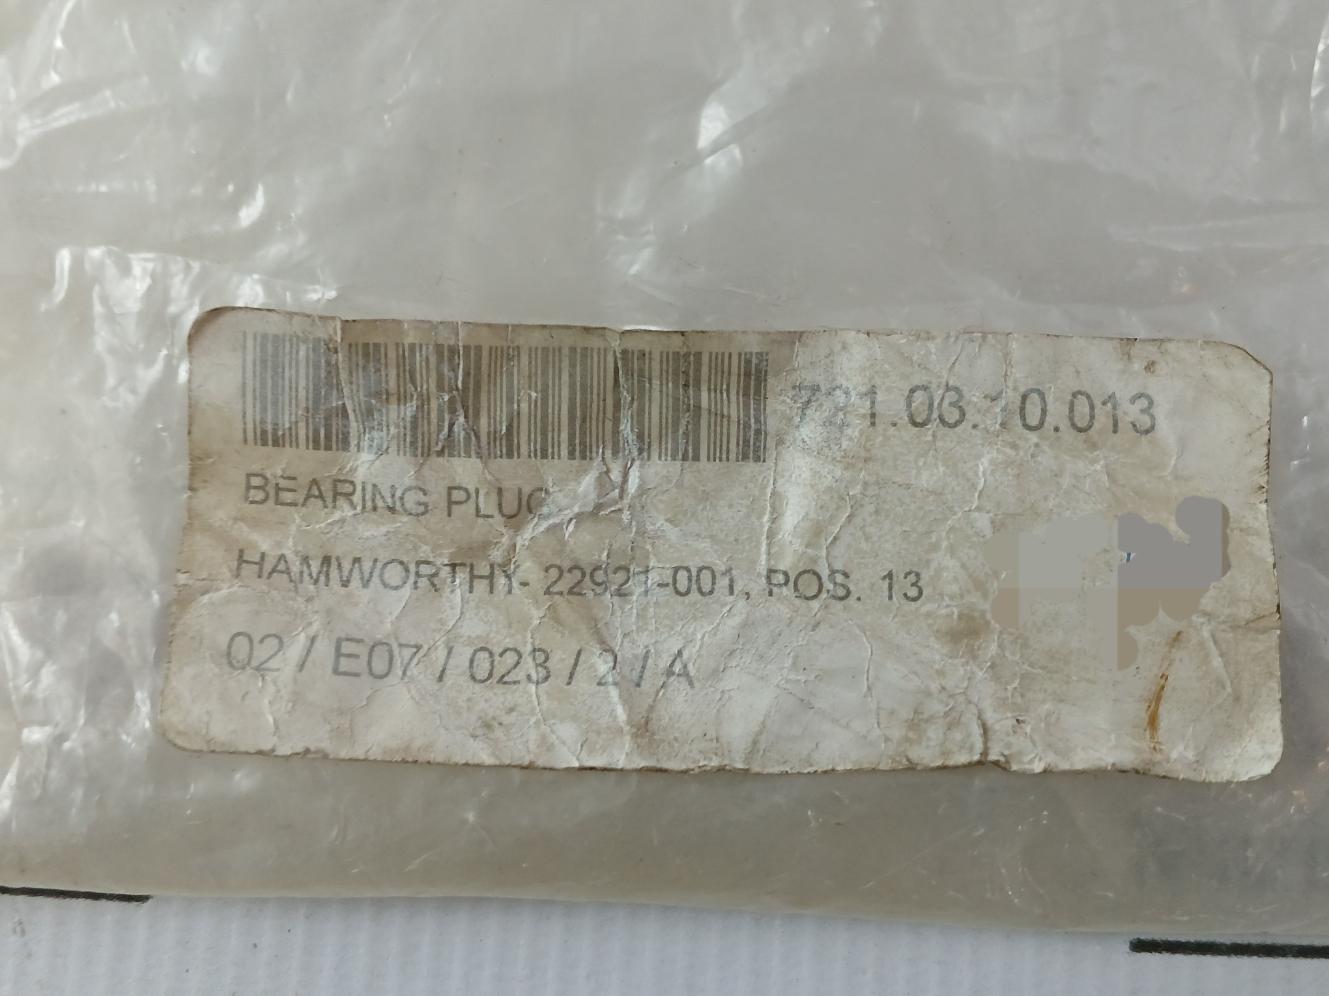 721.03.10.013
BEARING PLUG
HAMWORTHY- 22921-001, POS. 13
02 / E07 / 023 / 2 / A